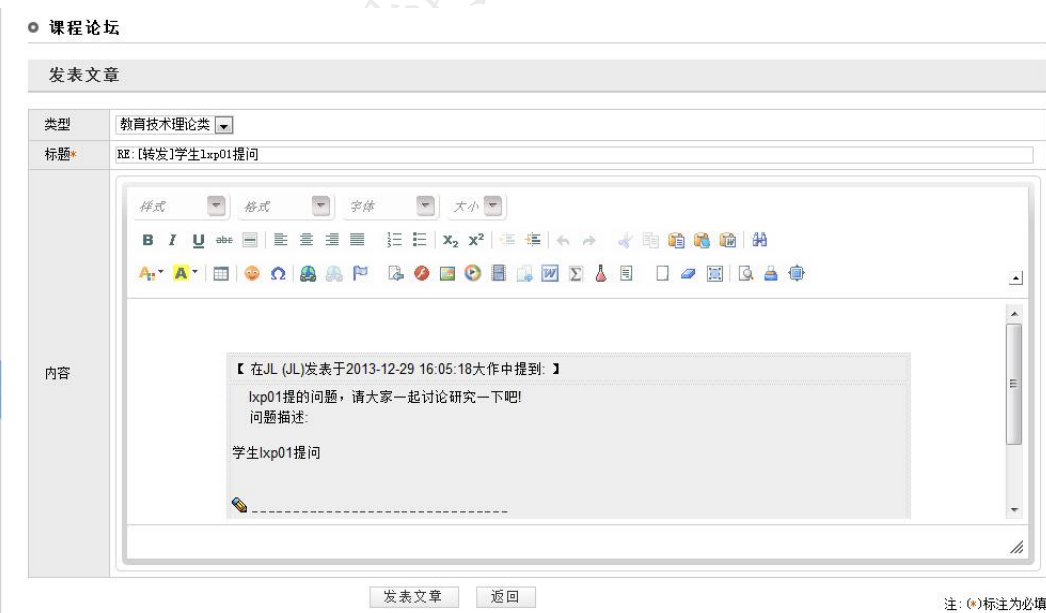 课程论坛
发表文章
类型 教育技术理论类
标题* RE:[转发]学生lxp01提问
样式 格式 字体 大小
B I U abc X₂ X² 
A A Ω W Σ
内容
【 在JL (JL)发表于2013-12-29 16:05:18大作中提到: 】
lxp01提的问题，请大家一起讨论研究一下吧!
问题描述:
学生lxp01提问
-------------------------------
发表文章 返回
注: (*)标注为必填